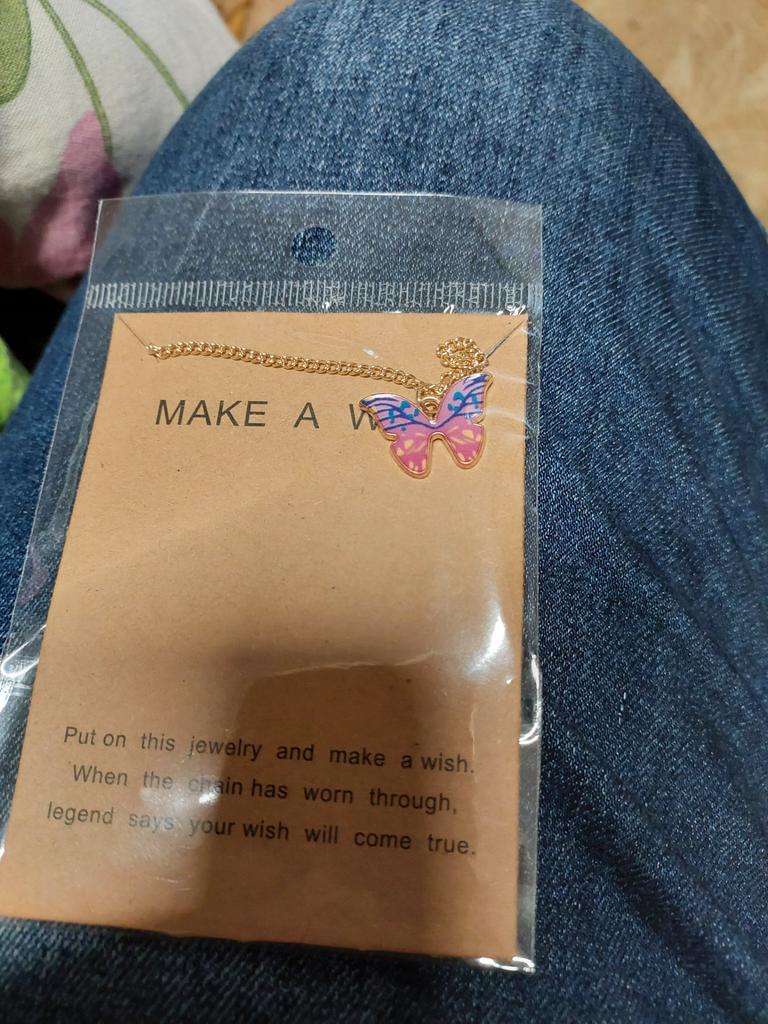 MAKE A W
Put on this jewelry and make a wish.
When the chain has worn through,
legend says your wish will come true.